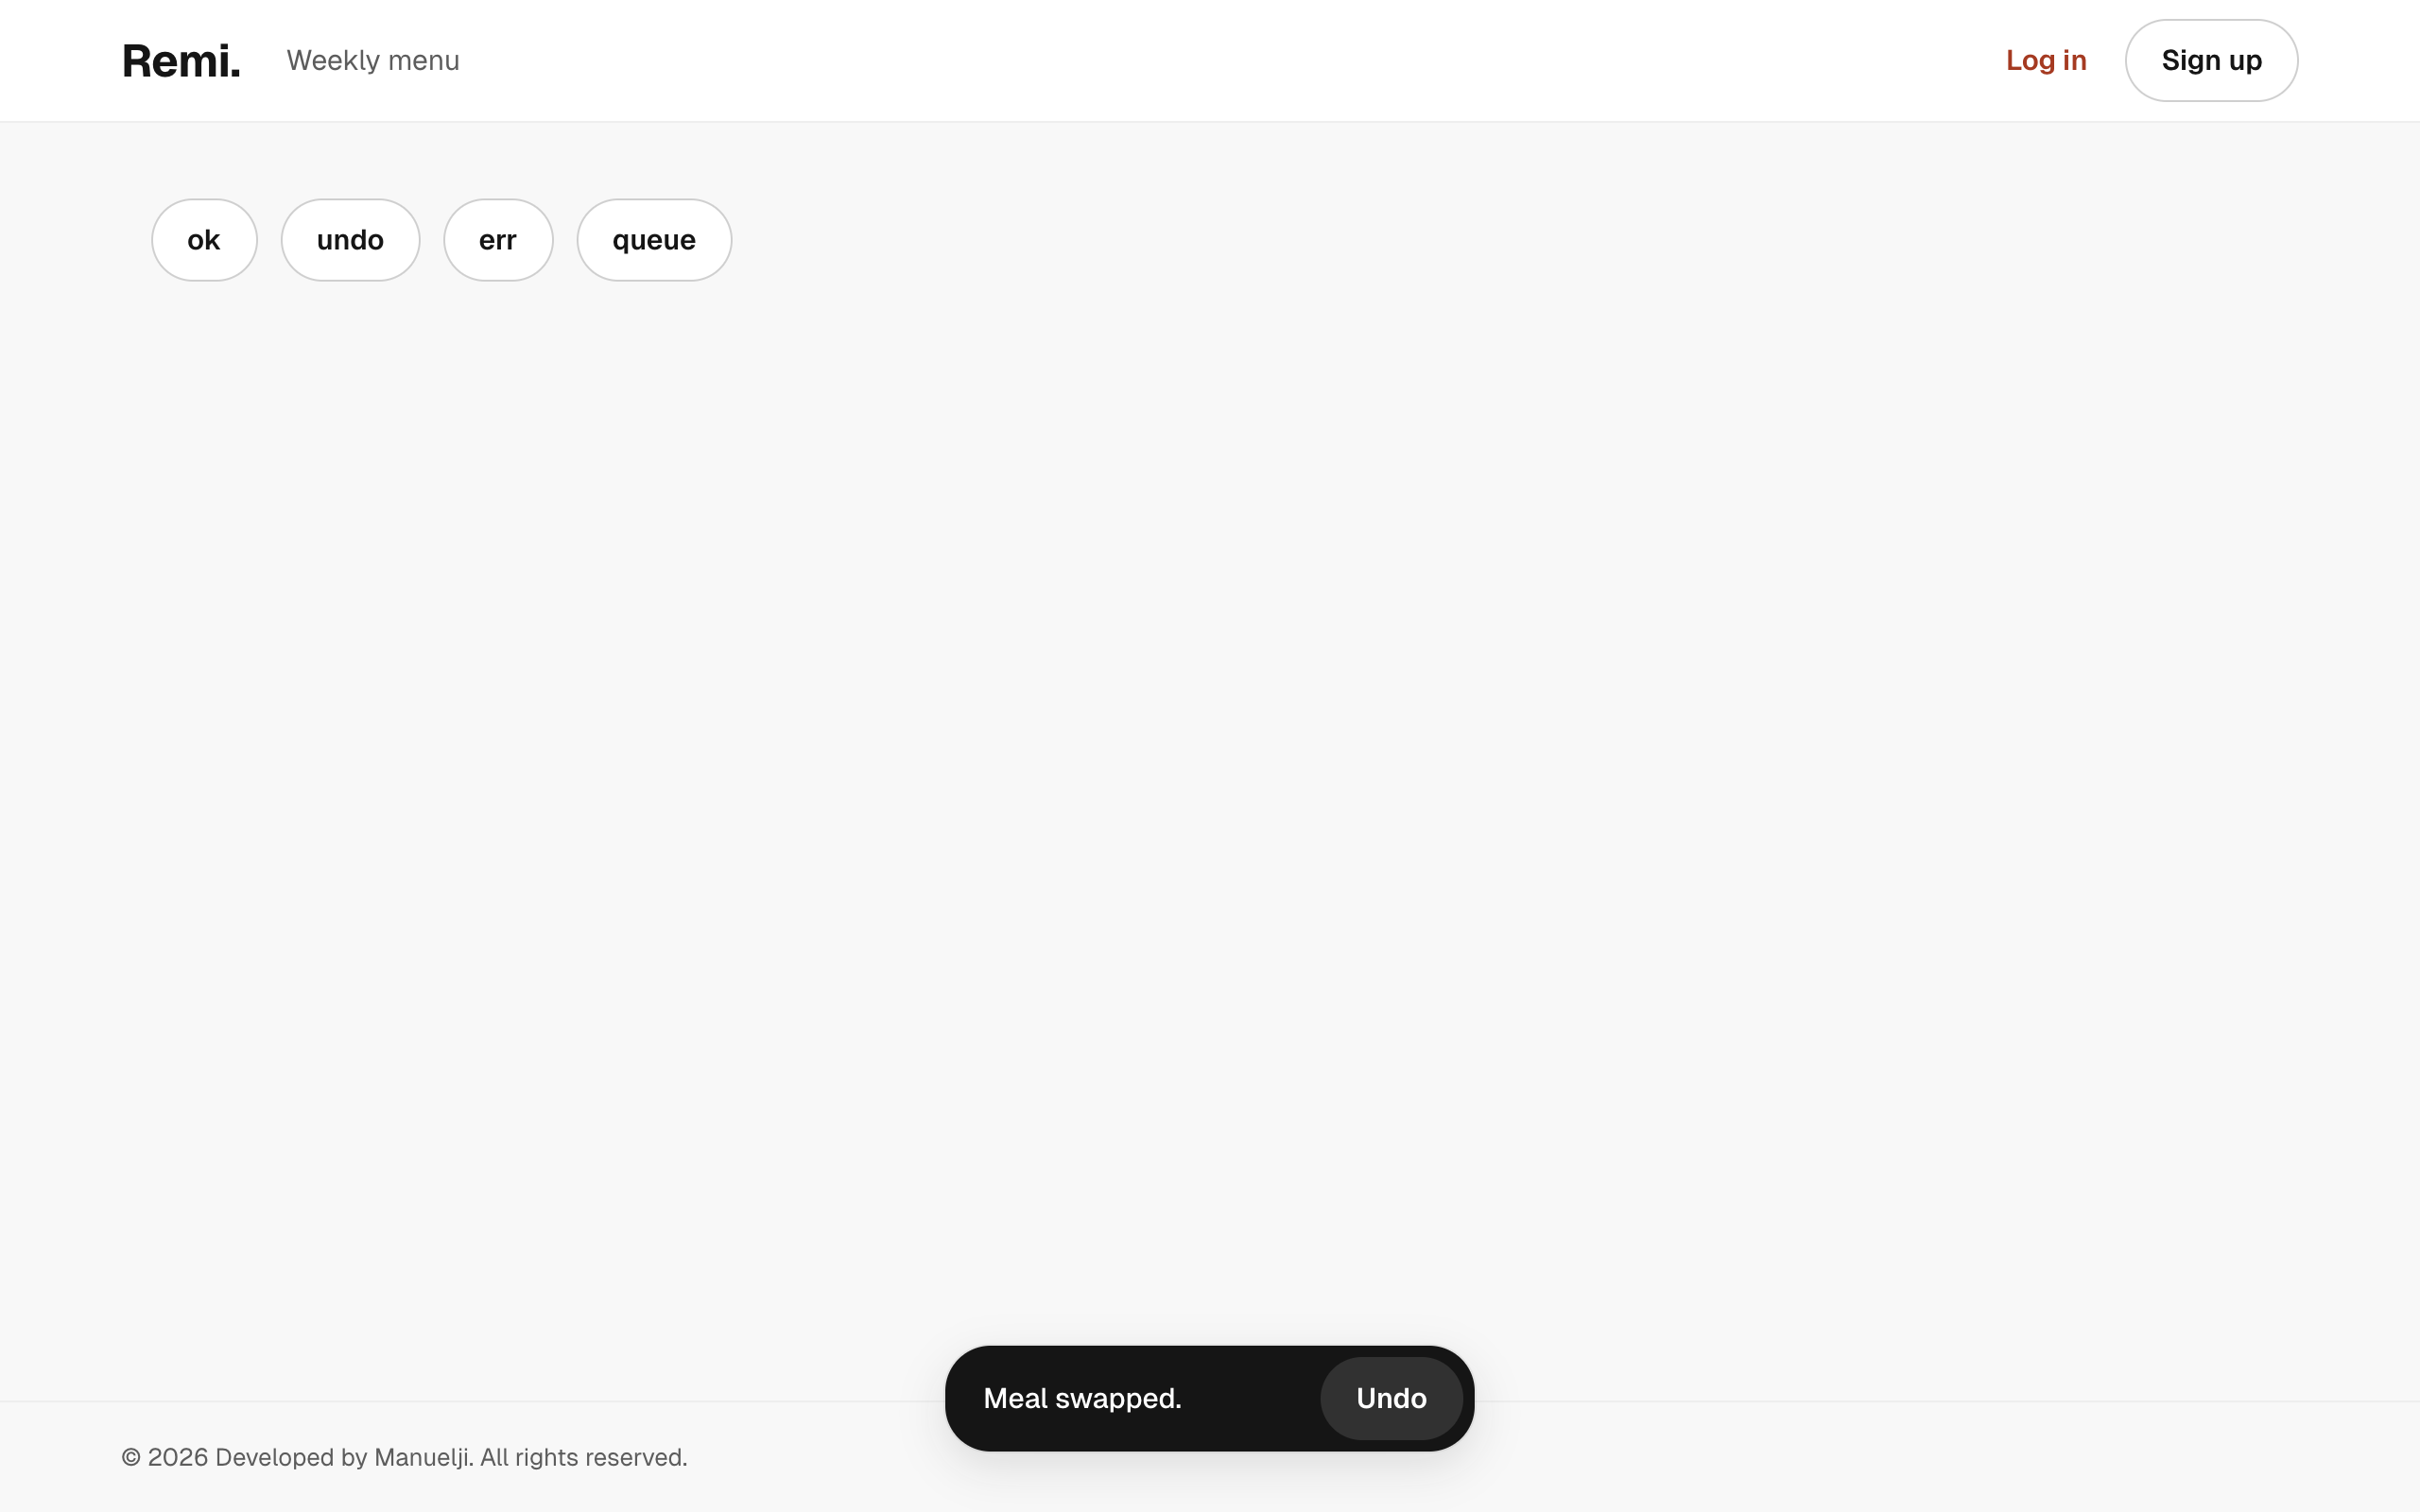 Remi. Weekly menu Log in Sign up
ok undo err queue
Meal swapped. Undo
© 2026 Developed by Manuelji. All rights reserved.